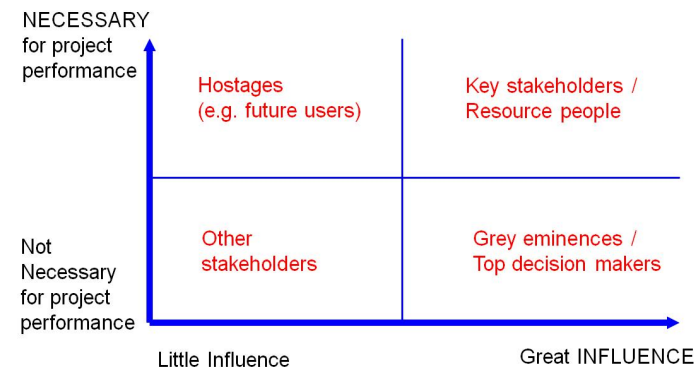 NECESSARY
for project
performance
Hostages
(e.g. future users)
Key stakeholders /
Resource people
Other
stakeholders
Grey eminences /
Top decision makers
Not
Necessary
for project
performance
Little Influence
Great INFLUENCE